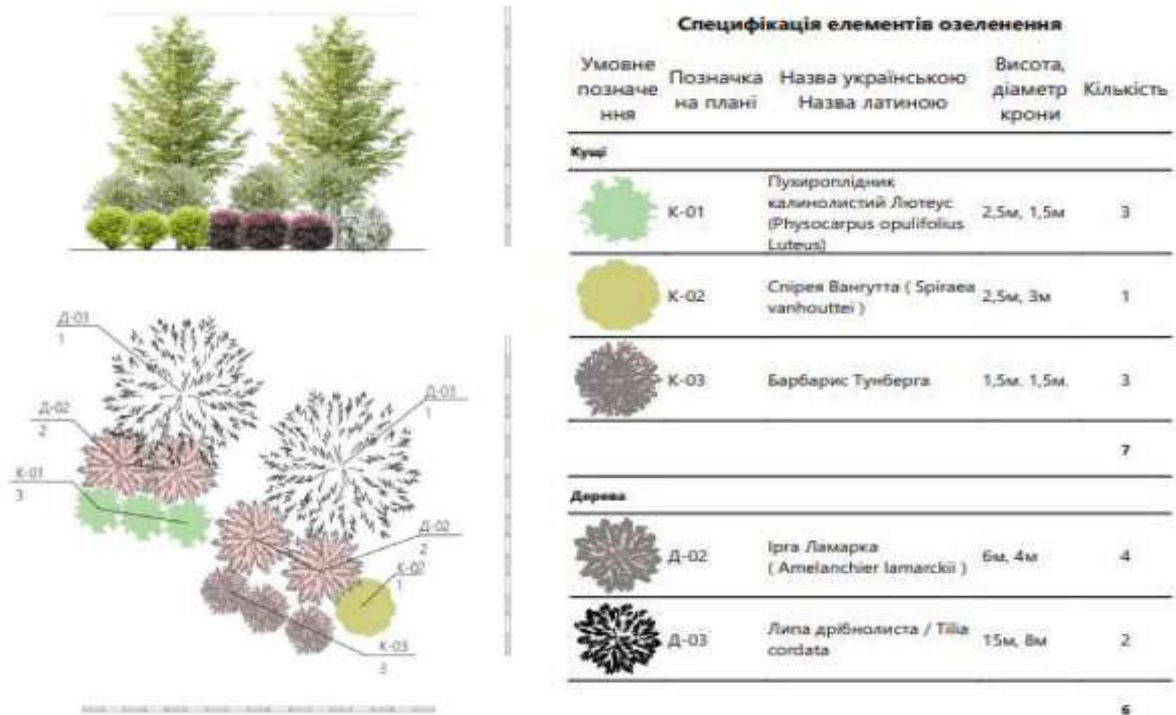 Специфікація елементів озеленення
Умовне
позначе
ння
Позначка
на плані
Назва українською
Назва латиною
Висота,
діаметр
крони
Кількість
Кущі
К-01
Пухироплідник
калинолистий Лютеус
(Physocarpus opulifolius
Luteus)
2,5м, 1,5м
3
К-02
Спірея Вангутта ( Spiraea
vanhouttei )
2,5м, 3м
1
К-03
Барбарис Тунберга
1,5м. 1,5м.
3
7
Дерева
Д-02
Ірга Ламарка
( Amelanchier lamarckii )
6м, 4м
4
Д-03
Липа дрібнолиста / Tilia
cordata
15м, 8м
2
6
Д-03
1
Д-03
1
Д-02
2
К-01
3
Д-02
2
К-02
1
К-03
3